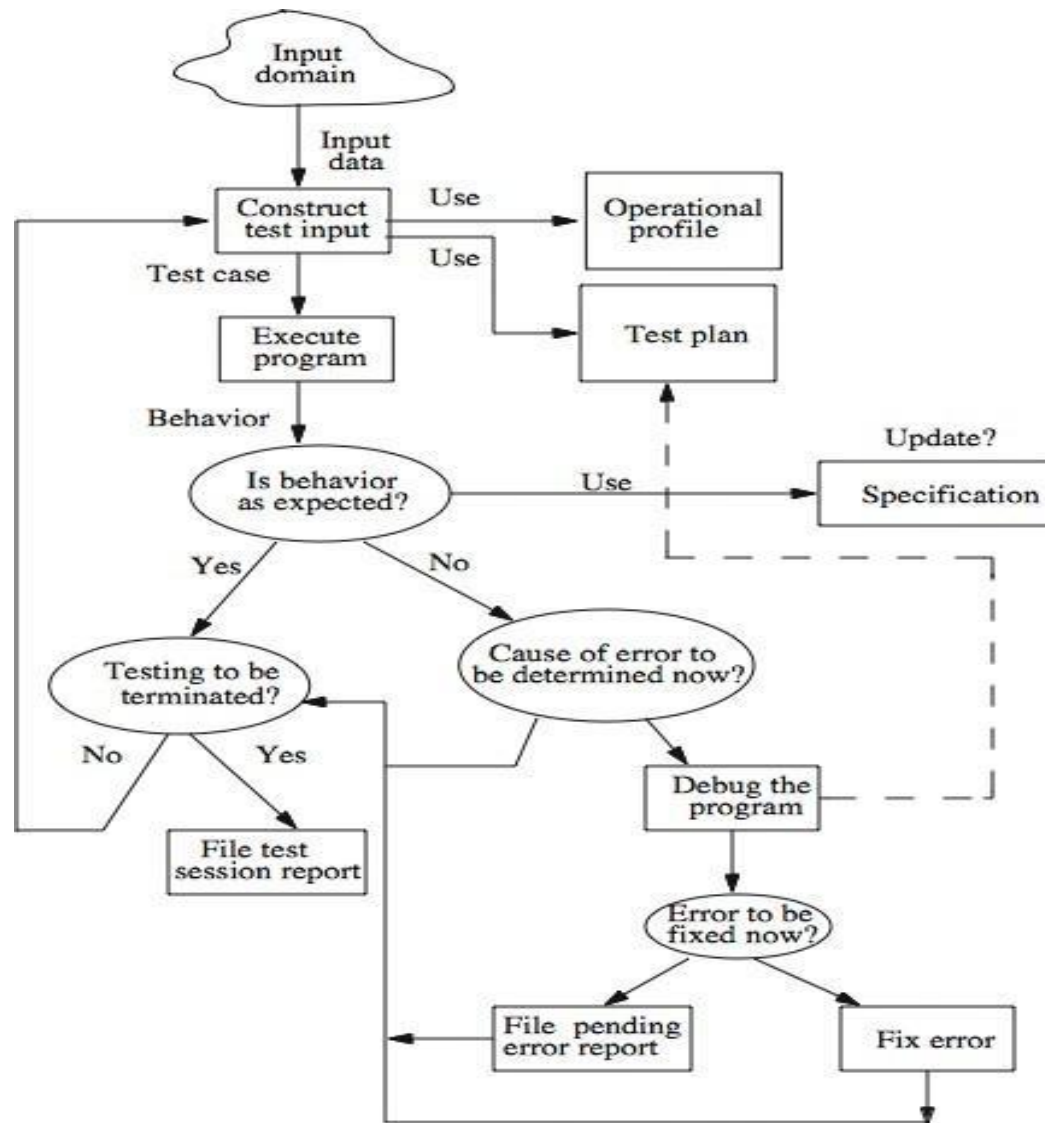 Input
domain
Input
data
Construct
test input
Use
Use
Operational
profile
Test case
Test plan
Execute
program
Behavior
Update?
Is behavior
as expected?
Use
Specification
Yes
No
Testing to be
terminated?
Cause of error to
be determined now?
No
Yes
Debug the
program
File test
session report
Error to be
fixed now?
File pending
error report
Fix error